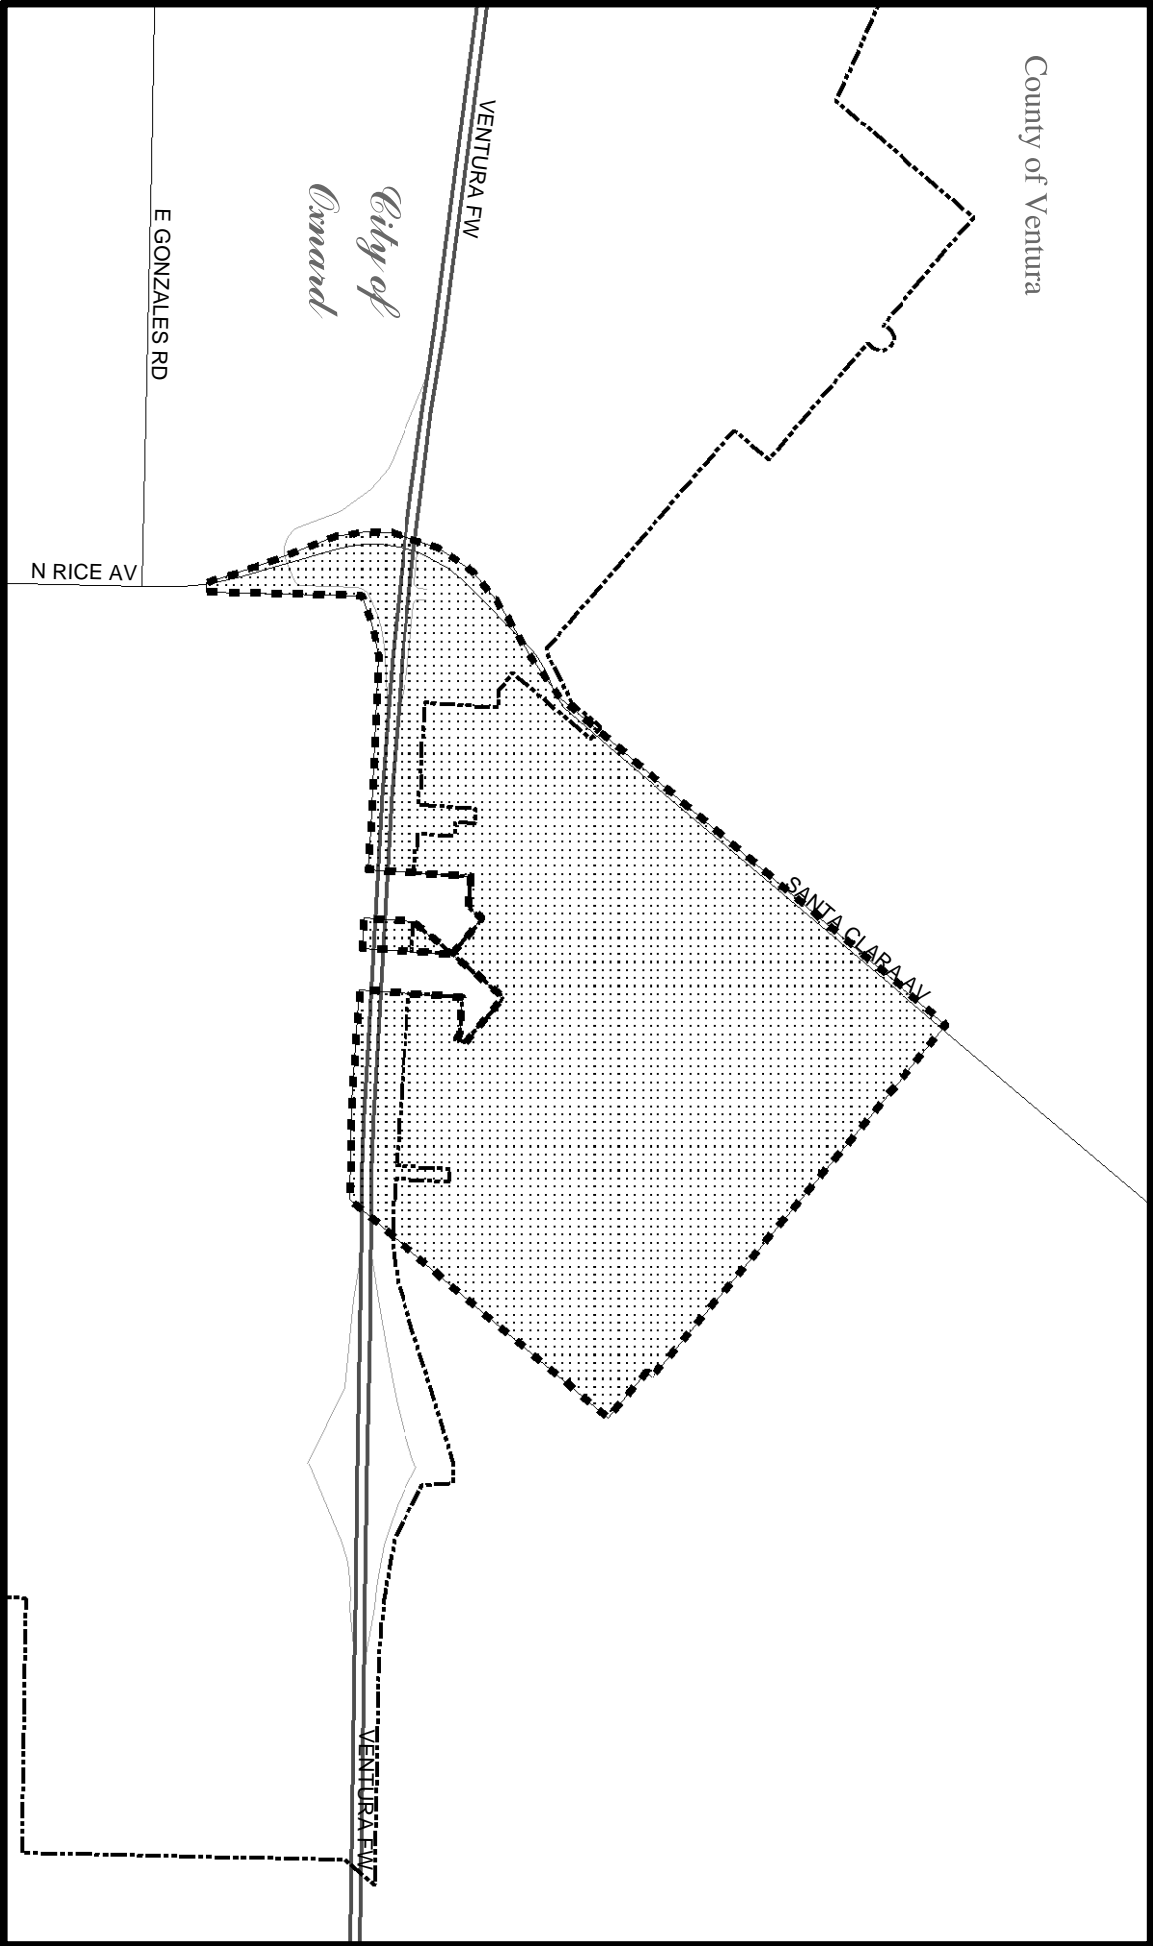 County of Ventura
VENTURA FW
City of
Oxnard
E GONZALES RD
N RICE AV
SANTA CLARA AV
VENTURA FW